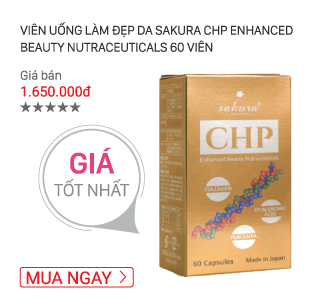 VIÊN UỐNG LÀM ĐẸP DA SAKURA CHP ENHANCED
BEAUTY NUTRACEUTICALS 60 VIÊN
Giá bán
1.650.000đ
GIÁ
TỐT NHẤT
MUA NGAY
sakura
CHP
Enhanced Beauty Nutraceuticals
COLLAGEN
HYALURONIC
ACID
PLACENTA
60 Capsules
Made in Japan